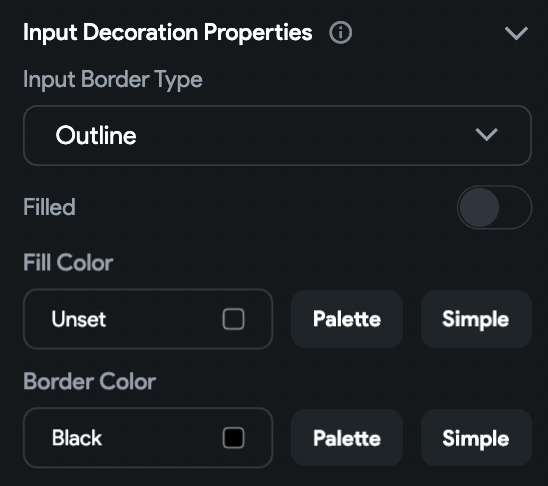 Input Decoration Properties
Input Border Type
Outline
Filled
Fill Color
Unset Palette Simple
Border Color
Black Palette Simple